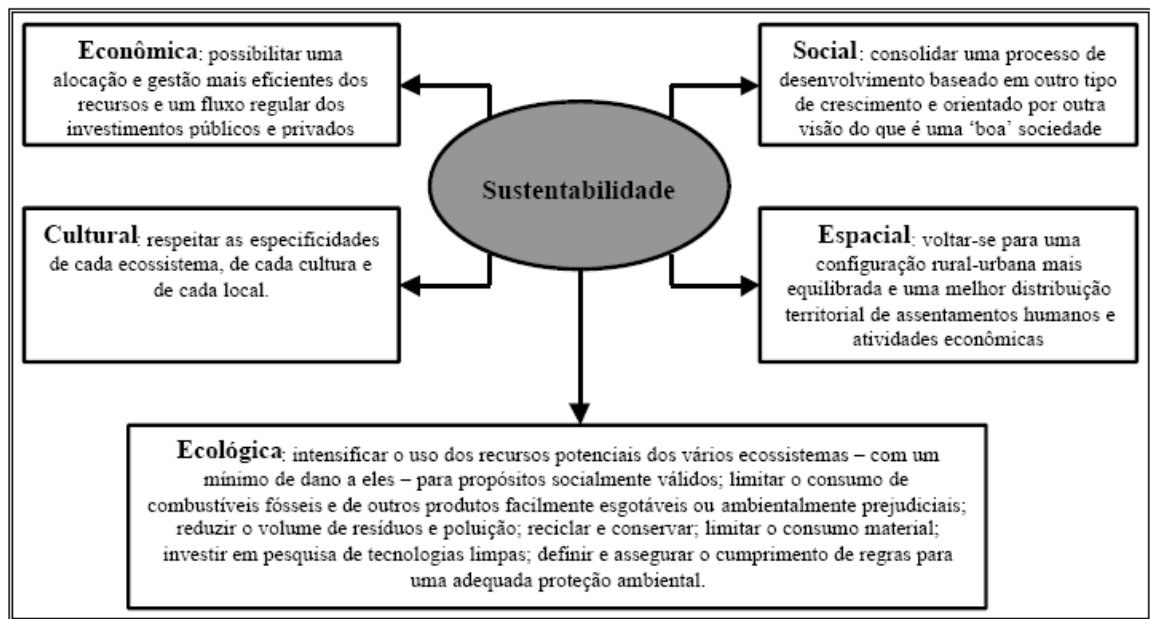 Econômica: possibilitar uma
alocação e gestão mais eficientes dos
recursos e um fluxo regular dos
investimentos públicos e privados
Social: consolidar uma processo de
desenvolvimento baseado em outro tipo
de crescimento e orientado por outra
visão do que é uma ‘boa’ sociedade
Sustentabilidade
Cultural: respeitar as especificidades
de cada ecossistema, de cada cultura e
de cada local.
Espacial: voltar-se para uma
configuração rural-urbana mais
equilibrada e uma melhor distribuição
territorial de assentamentos humanos e
atividades econômicas
Ecológica: intensificar o uso dos recursos potenciais dos vários ecossistemas – com um
mínimo de dano a eles – para propósitos socialmente válidos; limitar o consumo de
combustíveis fósseis e de outros produtos facilmente esgotáveis ou ambientalmente prejudiciais;
reduzir o volume de resíduos e poluição; reciclar e conservar; limitar o consumo material;
investir em pesquisa de tecnologias limpas; definir e assegurar o cumprimento de regras para
uma adequada proteção ambiental.